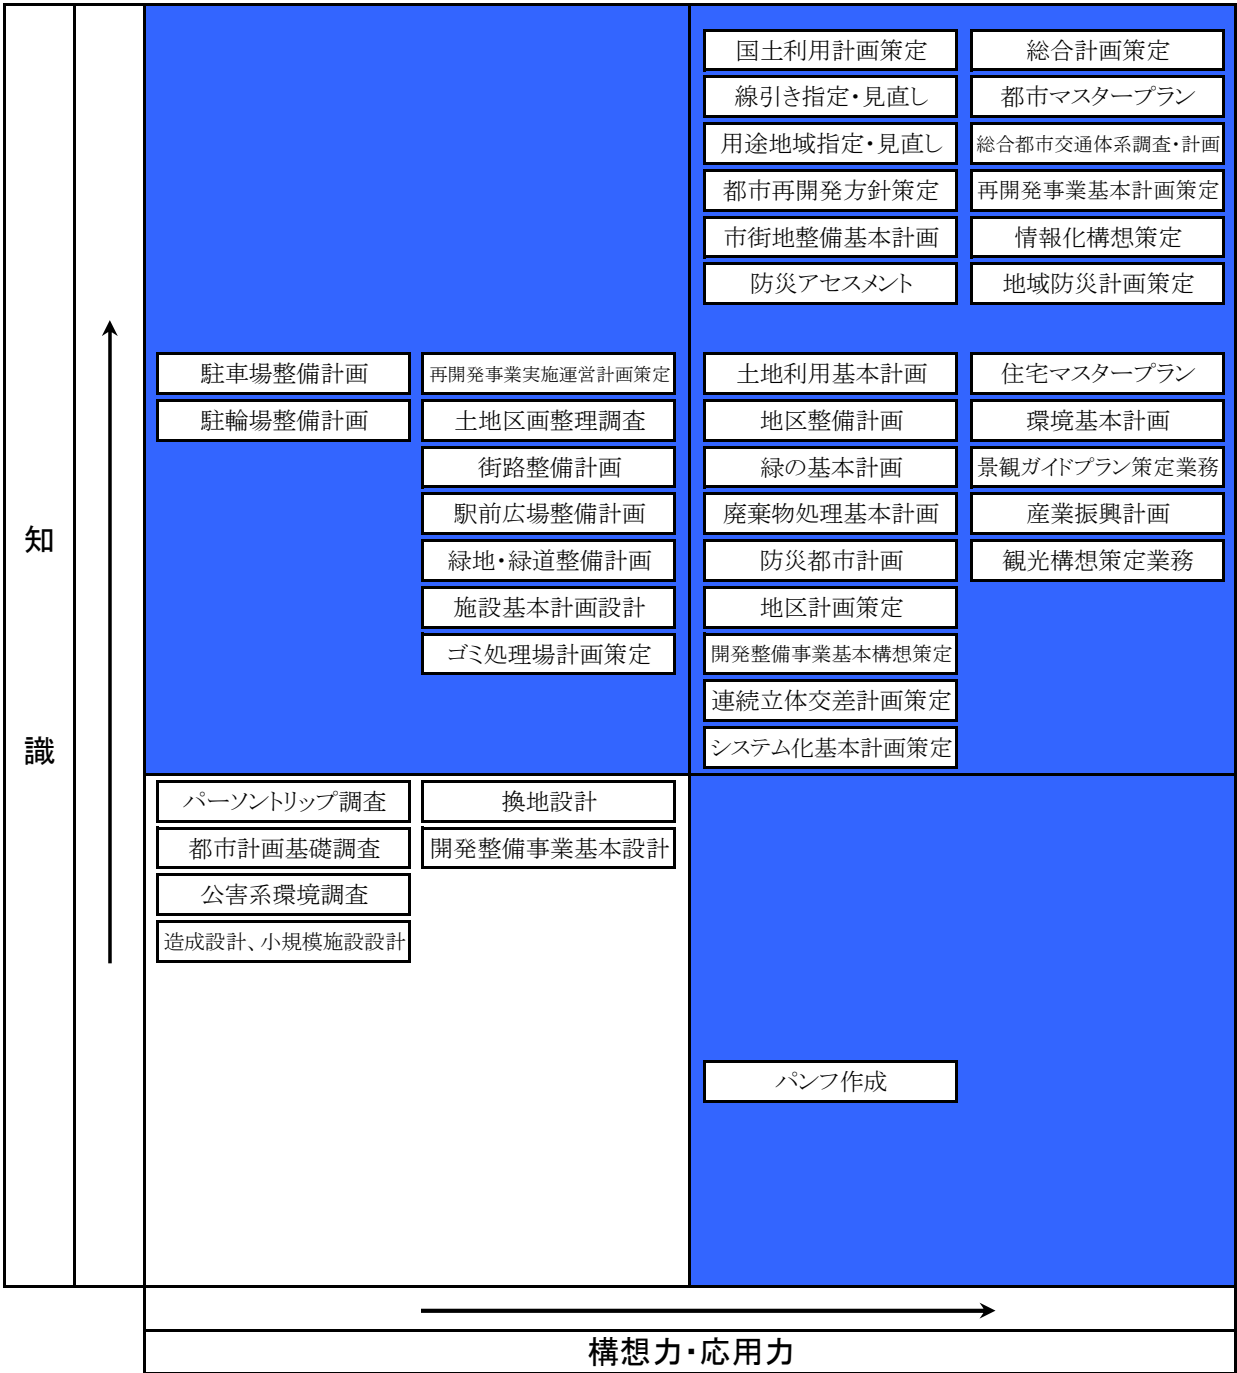 国土利用計画策定
総合計画策定
線引き指定・見直し
都市マスタープラン
用途地域指定・見直し
総合都市交通体系調査・計画
都市再開発方針策定
再開発事業基本計画策定
市街地整備基本計画
情報化構想策定
防災アセスメント
地域防災計画策定
駐車場整備計画
再開発事業実施運営計画策定
土地利用基本計画
住宅マスタープラン
駐輪場整備計画
土地区画整理調査
地区整備計画
環境基本計画
街路整備計画
緑の基本計画
景観ガイドプラン策定業務
駅前広場整備計画
廃棄物処理基本計画
産業振興計画
緑地・緑道整備計画
防災都市計画
観光構想策定業務
施設基本計画設計
地区計画策定
ゴミ処理場計画策定
開発整備事業基本構想策定
連続立体交差計画策定
システム化基本計画策定
知識
パーソントリップ調査
換地設計
都市計画基礎調査
開発整備事業基本設計
公害系環境調査
造成設計、小規模施設設計
パンフ作成
構想力・応用力